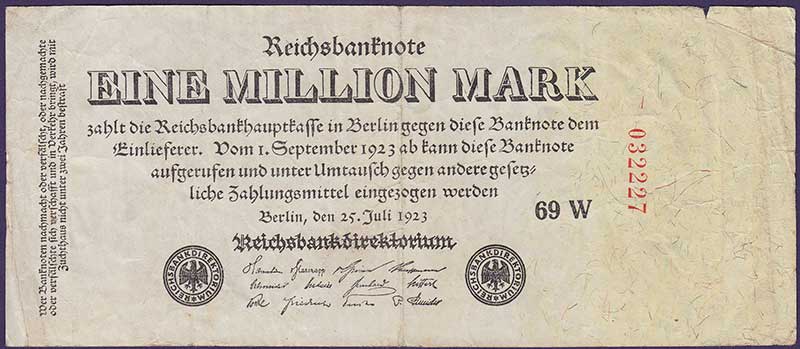 Reichsbanknote
EINE MILLION MARK
zahlt die Reichsbankhauptkasse in Berlin gegen diese Banknote dem
Einlieferer. Vom 1. September 1923 ab kann diese Banknote
aufgerufen und unter Umtausch gegen andere gesetz-
liche Zahlungsmittel eingezogen werden
Berlin, den 25. Juli 1923
Reichsbankdirektorium
69 W
032227
REICHSBANKDIREKTORIUM
REICHSBANKDIREKTORIUM
Wer Banknoten nachmacht oder verfälscht, oder nachgemachte
oder verfälschte sich verschafft und in Verkehr bringt, wird mit
Zuchthaus nicht unter zwei Jahren bestraft